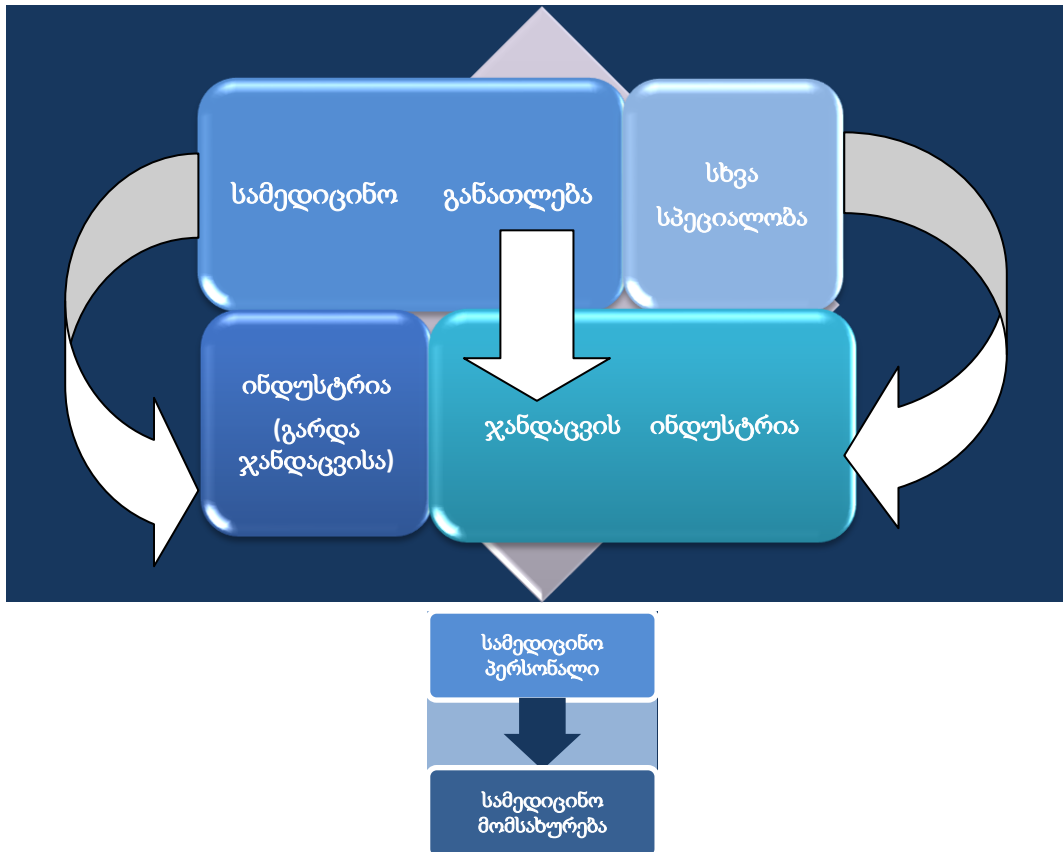 სამედიცინო განათლება
სხვა
სპეციალობა
ინდუსტრია
(გარდა
ჯანდაცვისა)
ჯანდაცვის ინდუსტრია
სამედიცინო
პერსონალი
სამედიცინო
მომსახურება